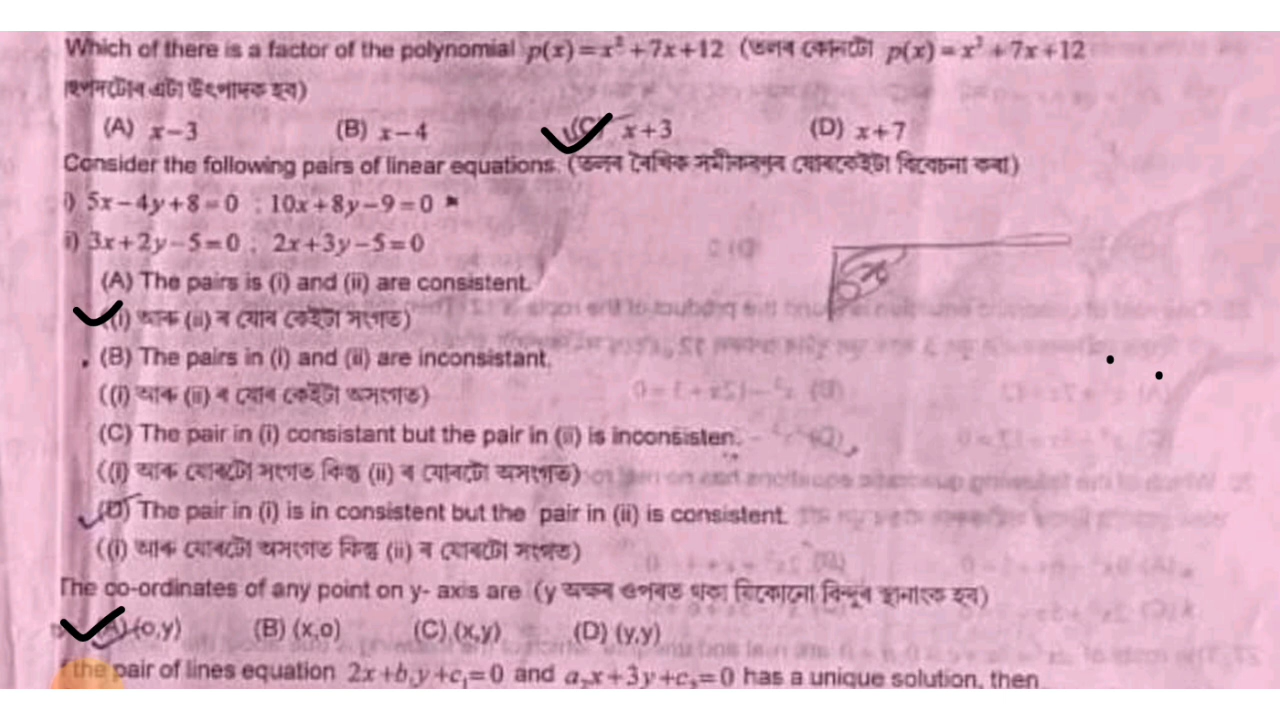 Which of there is a factor of the polynomial p(x)=x²+7x+12 (তলৰ কোনটো p(x)=x²+7x+12
এটা উৎপাদক হব)
(A) x−3 (B) x−4 (C) x+3 (D) x+7
Consider the following pairs of linear equations. (তলৰ ৰৈখিক সমীকৰণৰ যোৰকেইটা বিবেচনা কৰা)
i) 5x−4y+8=0 ; 10x+8y−9=0
ii) 3x+2y−5=0 ; 2x+3y−5=0
(A) The pairs is (i) and (ii) are consistent.
((i) আৰু (ii) ৰ যোৰ কেইটা সংগত)
(B) The pairs in (i) and (ii) are inconsistant.
((i) আৰু (ii) ৰ যোৰ কেইটা অসংগত)
(C) The pair in (i) consistant but the pair in (ii) is inconsisten.
((i) আৰু যোৰটো সংগত কিন্তু (ii) ৰ যোৰটো অসংগত)
(D) The pair in (i) is in consistent but the pair in (ii) is consistent.
((i) আৰু যোৰটো অসংগত কিন্তু (ii) ৰ যোৰটো সংগত)
The co-ordinates of any point on y- axis are (y অক্ষৰ ওপৰত থকা যিকোনো বিন্দুৰ স্থানাংক হব)
(A) (o,y) (B) (x,o) (C) (x,y) (D) (y,y)
the pair of lines equation 2x+b₁y+c₁=0 and a₂x+3y+c₂=0 has a unique solution, then